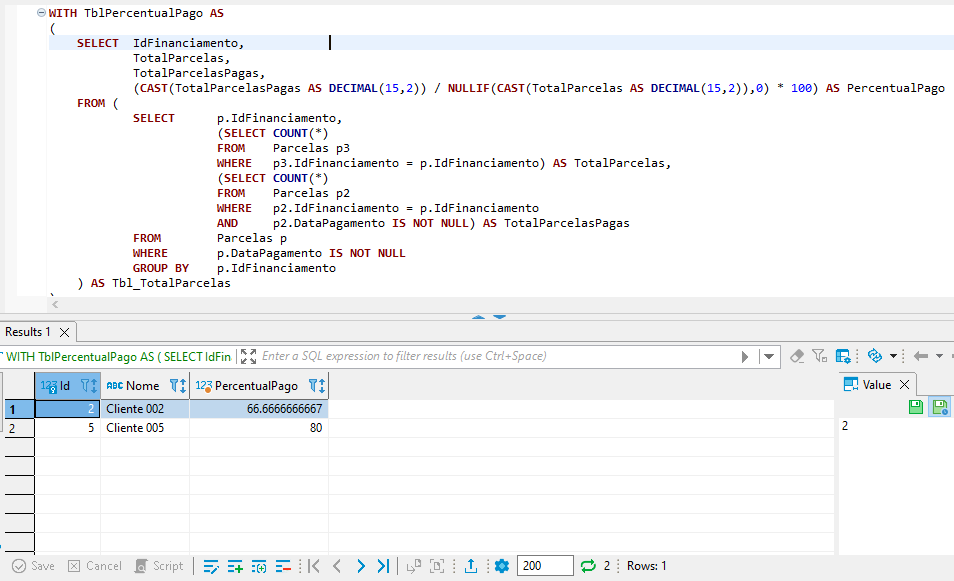 WITH TblPercentualPago AS
(
SELECT IdFinanciamento,
TotalParcelas,
TotalParcelasPagas,
(CAST(TotalParcelasPagas AS DECIMAL(15,2)) / NULLIF(CAST(TotalParcelas AS DECIMAL(15,2)),0) * 100) AS PercentualPago
FROM (
SELECT p.IdFinanciamento,
(SELECT COUNT(*)
FROM Parcelas p3
WHERE p3.IdFinanciamento = p.IdFinanciamento) AS TotalParcelas,
(SELECT COUNT(*)
FROM Parcelas p2
WHERE p2.IdFinanciamento = p.IdFinanciamento
AND p2.DataPagamento IS NOT NULL) AS TotalParcelasPagas
FROM Parcelas p
WHERE p.DataPagamento IS NOT NULL
GROUP BY p.IdFinanciamento
) AS Tbl_TotalParcelas
Results 1
WITH TblPercentualPago AS ( SELECT IdFin Enter a SQL expression to filter results (use Ctrl+Space)
123 Id ABC Nome 123 PercentualPago Value
1 2 Cliente 002 66.6666666667
2 5 Cliente 005 80 2
Save Cancel Script 200 2 Rows: 1